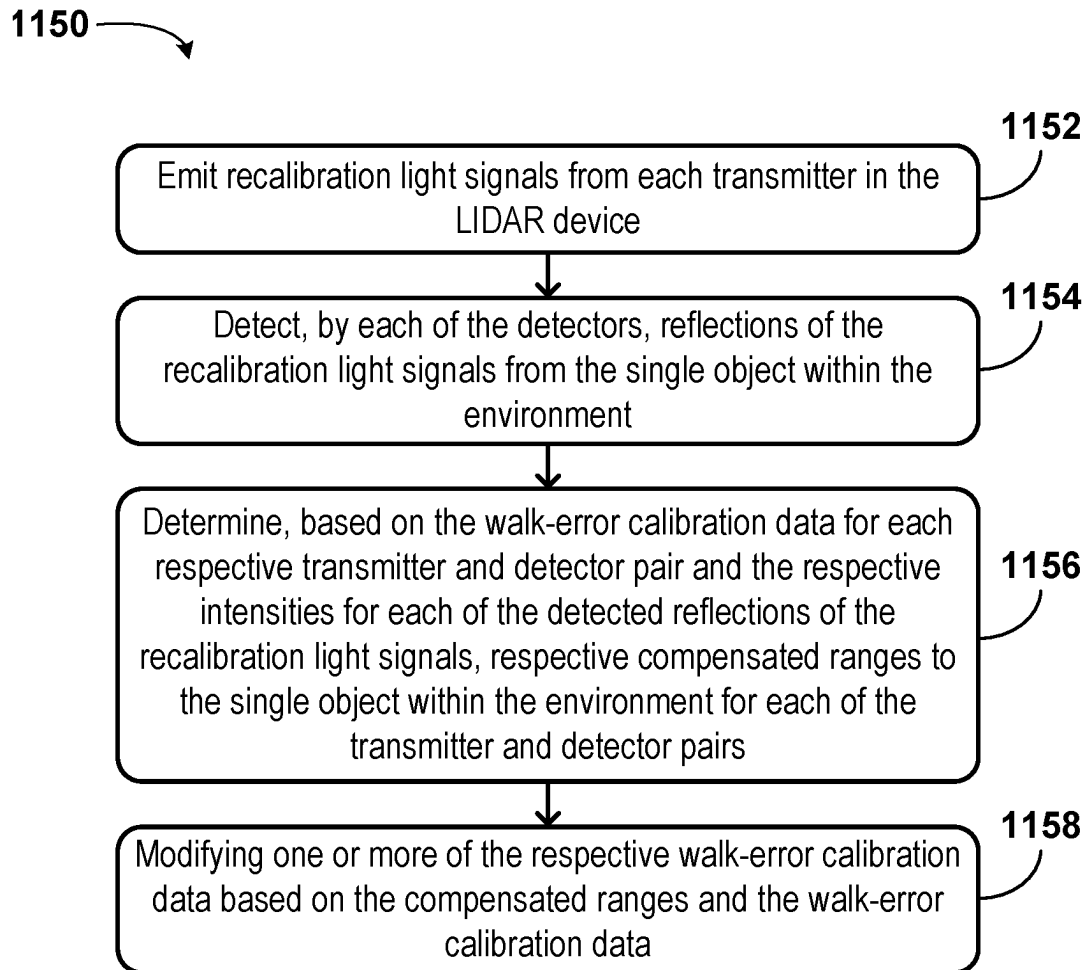 1150
1152
Emit recalibration light signals from each transmitter in the
LIDAR device
1154
Detect, by each of the detectors, reflections of the
recalibration light signals from the single object within the
environment
Determine, based on the walk-error calibration data for each
respective transmitter and detector pair and the respective
1156
intensities for each of the detected reflections of the
recalibration light signals, respective compensated ranges to
the single object within the environment for each of the
transmitter and detector pairs
1158
Modifying one or more of the respective walk-error calibration
data based on the compensated ranges and the walk-error
calibration data